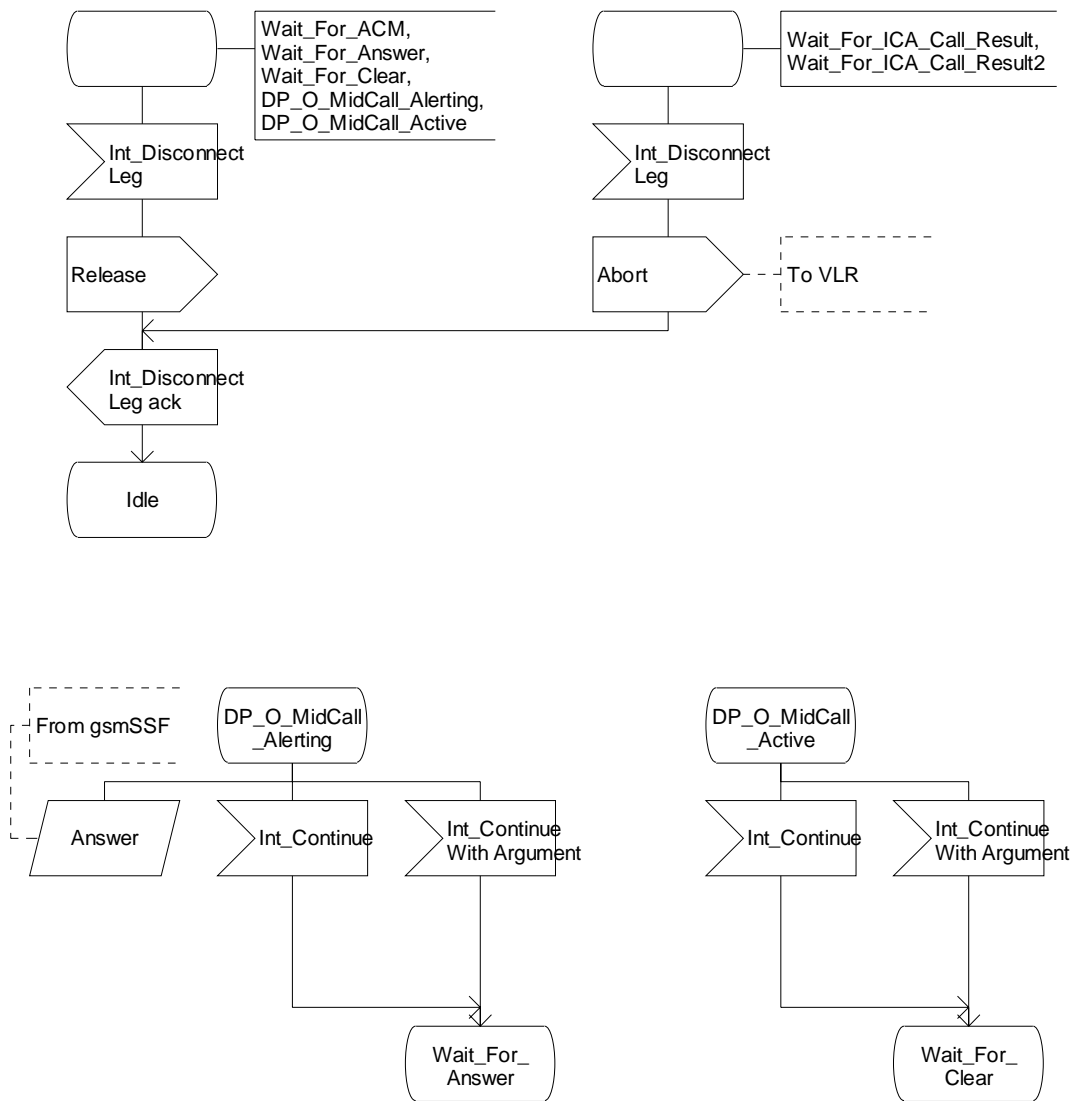 Wait_For_ACM,
Wait_For_Answer,
Wait_For_Clear,
DP_O_MidCall_Alerting,
DP_O_MidCall_Active
Wait_For_ICA_Call_Result,
Wait_For_ICA_Call_Result2
Int_Disconnect
Leg
Int_Disconnect
Leg
Release
Abort
To VLR
Int_Disconnect
Leg ack
Idle
From gsmSSF
DP_O_MidCall
_Alerting
DP_O_MidCall
_Active
Answer
Int_Continue
Int_Continue
With Argument
Int_Continue
Int_Continue
With Argument
Wait_For_
Answer
Wait_For_
Clear